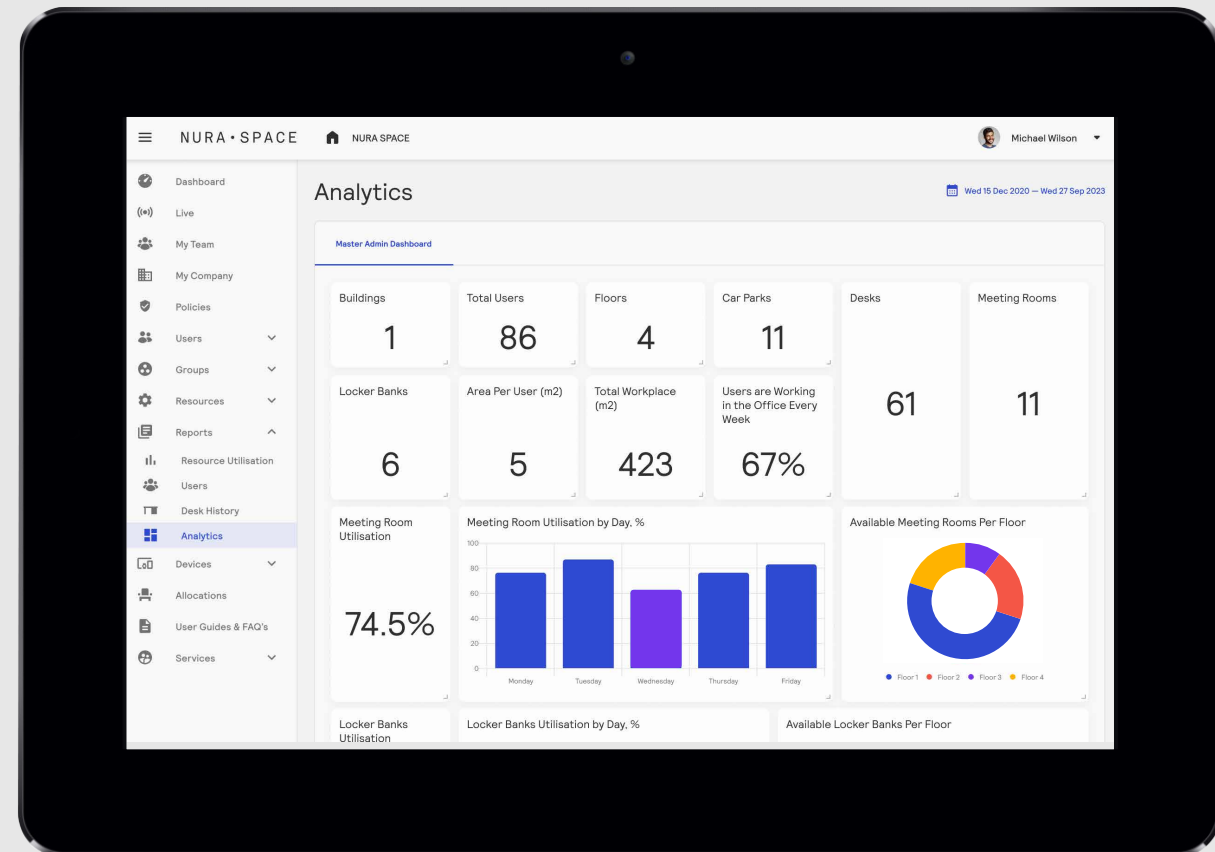 NURA • SPACE
NURA SPACE
Michael Wilson
Dashboard
Live
My Team
My Company
Policies
Users
Groups
Resources
Reports
Resource Utilisation
Users
Desk History
Analytics
Devices
Allocations
User Guides & FAQ's
Services
Analytics
Wed 15 Dec 2020 — Wed 27 Sep 2023
Master Admin Dashboard
Buildings
1
Total Users
86
Floors
4
Car Parks
11
Desks
61
Meeting Rooms
11
Locker Banks
6
Area Per User (m2)
5
Total Workplace
(m2)
423
Users are Working
in the Office Every
Week
67%
Meeting Room
Utilisation
74.5%
Meeting Room Utilisation by Day, %
100
80
60
40
20
0
Monday
Tuesday
Wednesday
Thursday
Friday
Available Meeting Rooms Per Floor
Floor 1
Floor 2
Floor 3
Floor 4
Locker Banks
Utilisation
Locker Banks Utilisation by Day, %
Available Locker Banks Per Floor